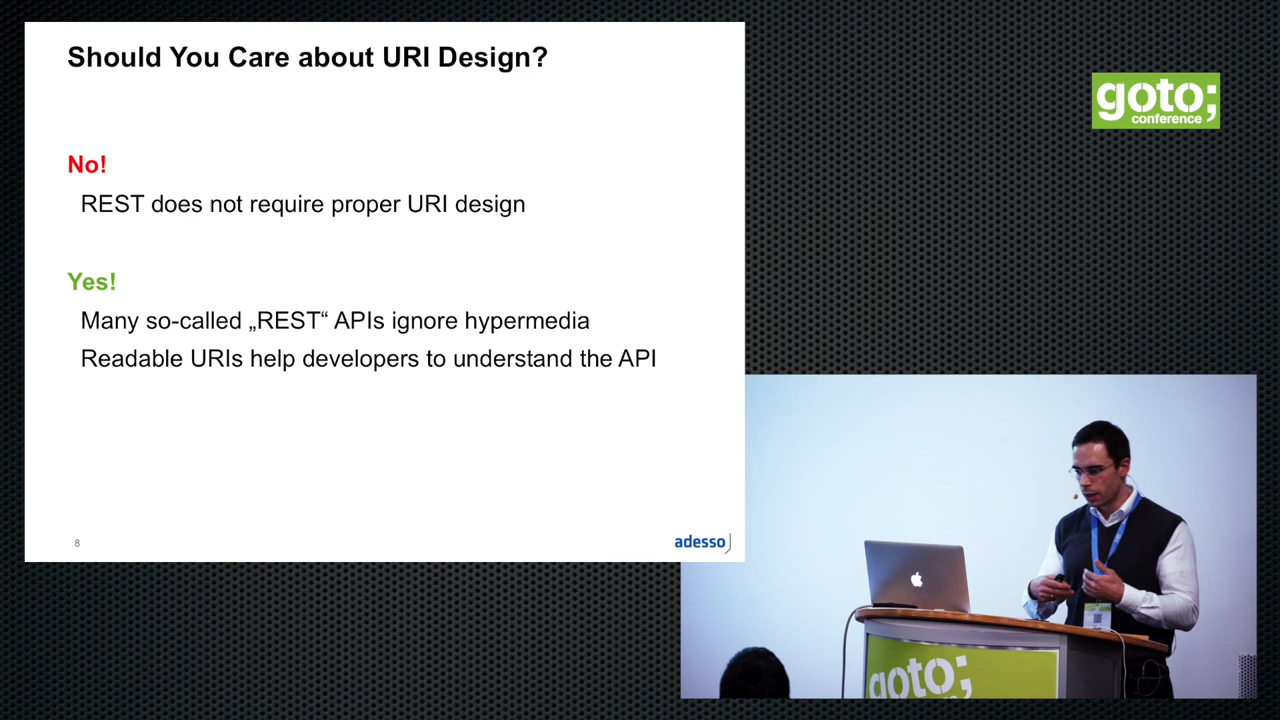 Should You Care about URI Design?
No!
REST does not require proper URI design
Yes!
Many so-called „REST“ APIs ignore hypermedia
Readable URIs help developers to understand the API
8
adesso
goto;
conference
goto;